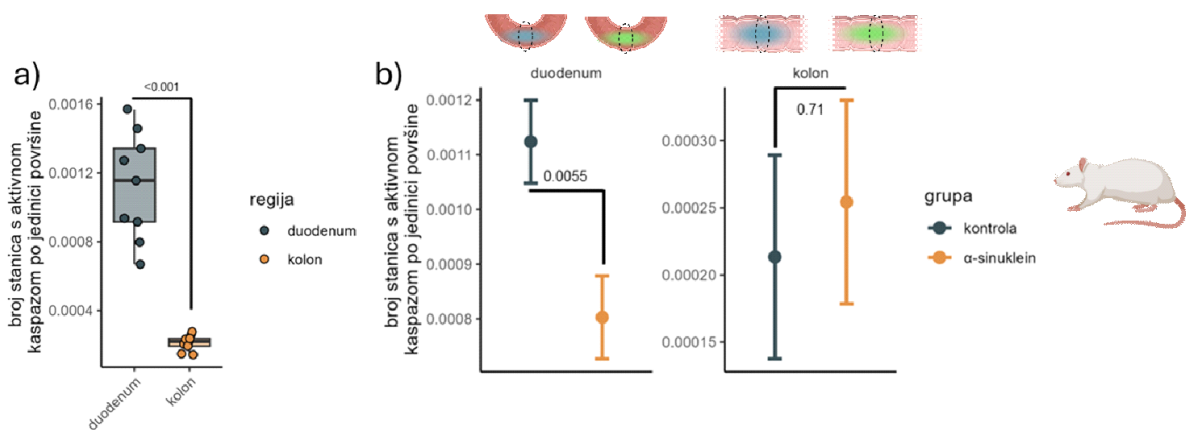 a)
<0.001
broj stanica s aktivnom
kaspazom po jedinici površine
0.0016
0.0012
0.0008
0.0004
duodenum
kolon
regija
duodenum
kolon
b)
duodenum
broj stanica s aktivnom
kaspazom po jedinici površine
0.0012
0.0011
0.0010
0.0009
0.0008
0.0055
kolon
0.00030
0.00025
0.00020
0.00015
0.71
grupa
kontrola
α-sinuklein